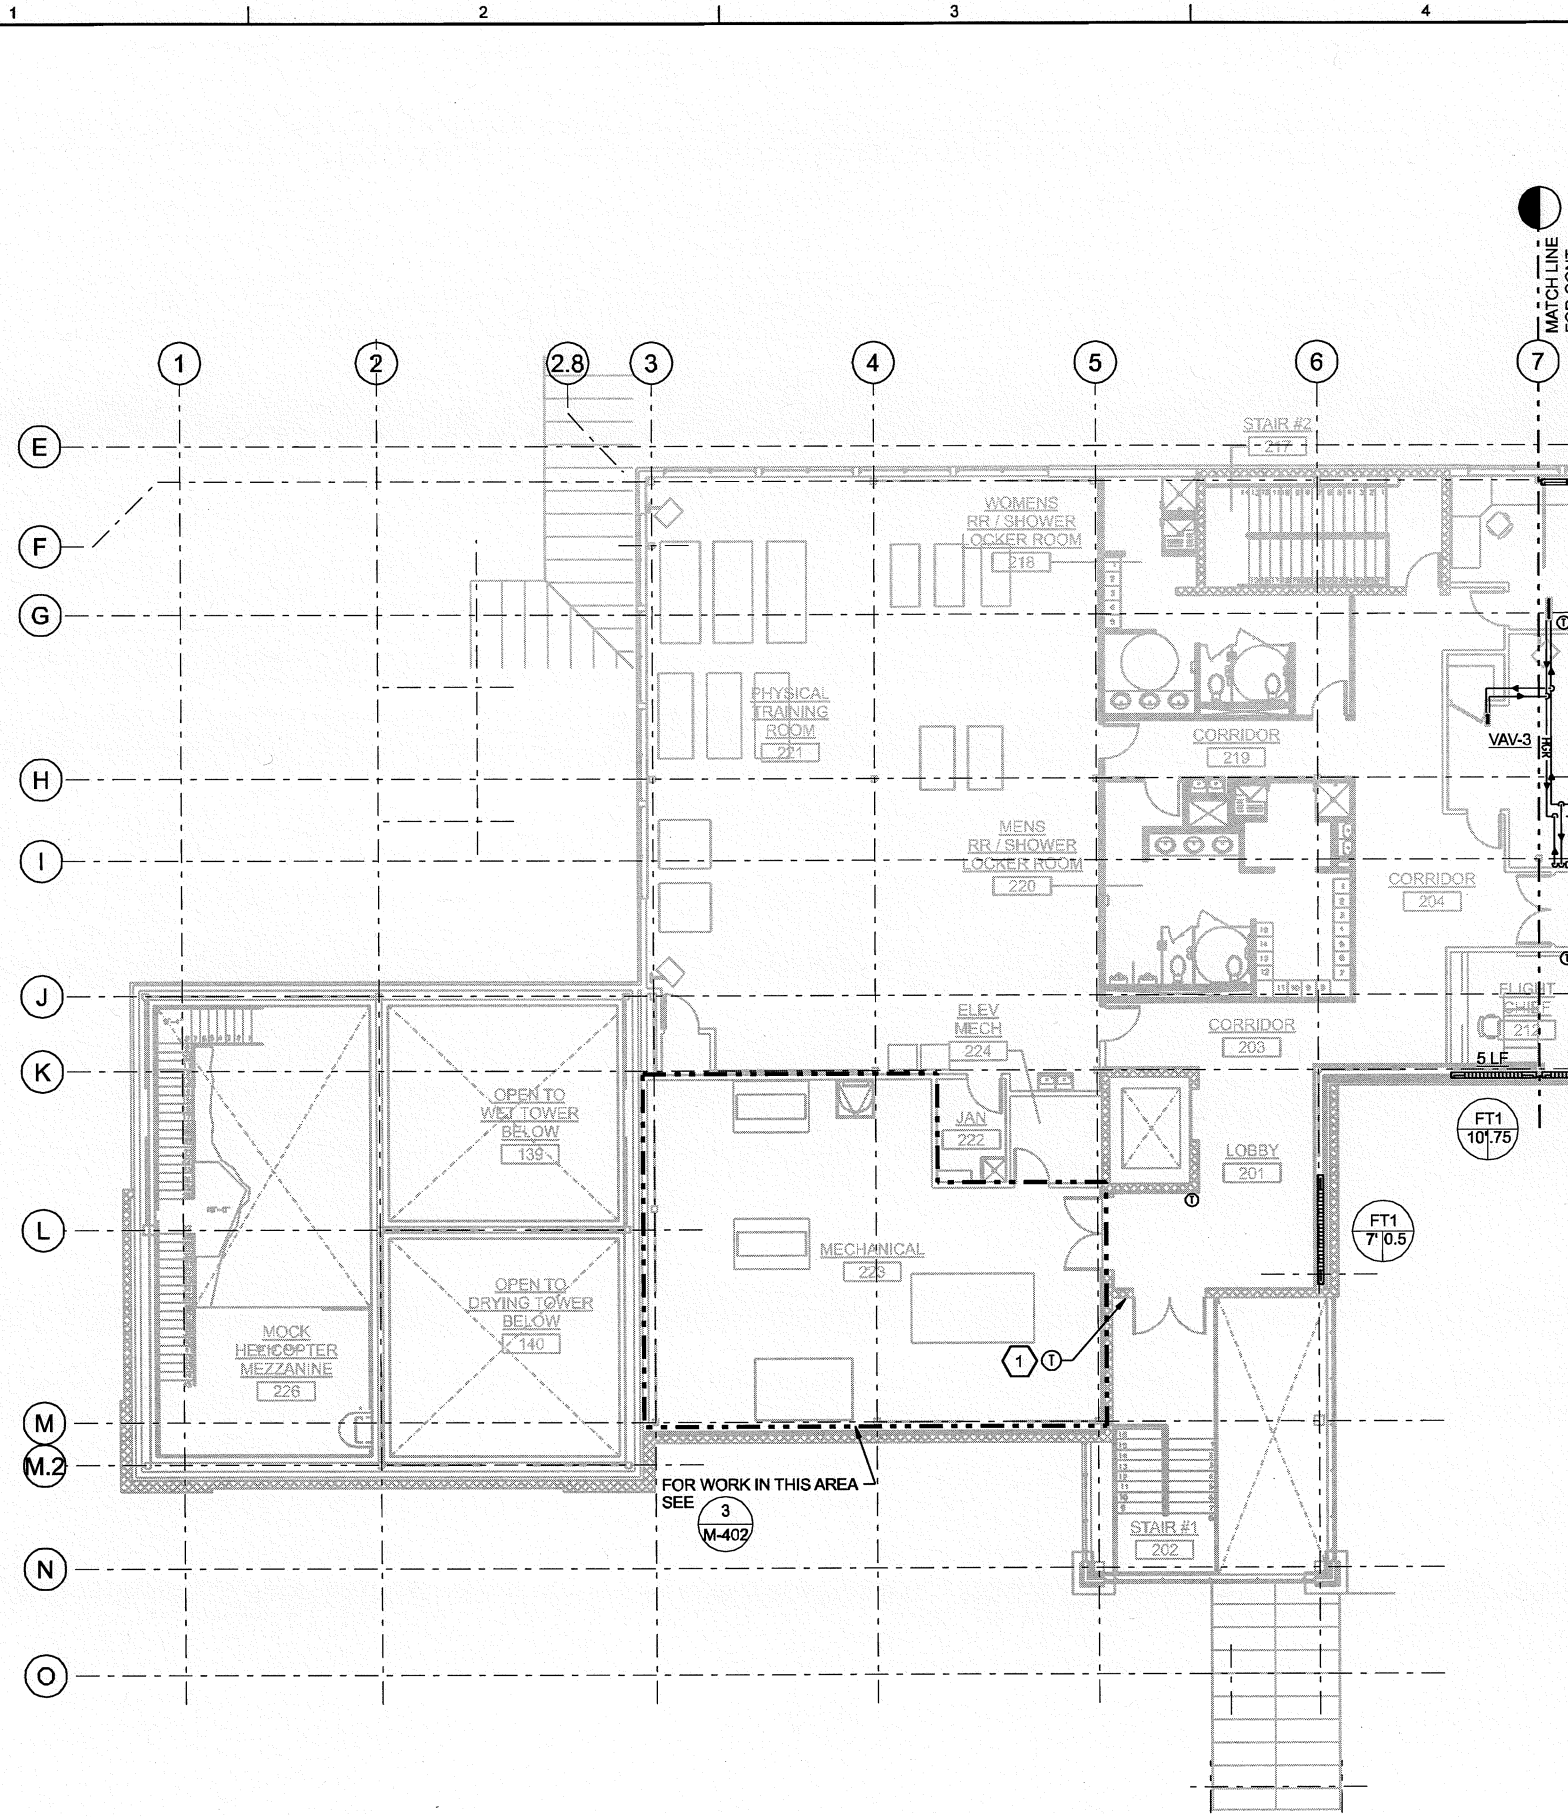 1 2 3 4
MATCH LINE
1 2 2.8 3 4 5 6 7
E
STAIR #2
217
F
WOMENS
RR / SHOWER
LOCKER ROOM
218
G
PHYSICAL
TRAINING
ROOM
221
CORRIDOR
219
VAV-3
HGR
H
MENS
RR / SHOWER
LOCKER ROOM
220
I
CORRIDOR
204
J
FLIGHT
CHIEF
212
ELEV
MECH
224
CORRIDOR
203
K
5 LF
OPEN TO
WET TOWER
BELOW
139
JAN
222
FT1
10' .75
LOBBY
201
T
L
FT1
7' 0.5
MECHANICAL
223
OPEN TO
DRYING TOWER
BELOW
140
MOCK
HELICOPTER
MEZZANINE
226
1 T
M
M.2
FOR WORK IN THIS AREA
SEE
3
M-402
STAIR #1
202
N
O